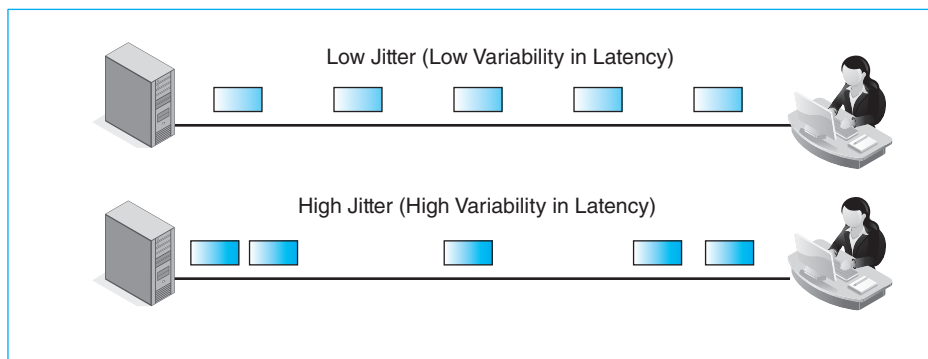 Low Jitter (Low Variability in Latency)
High Jitter (High Variability in Latency)